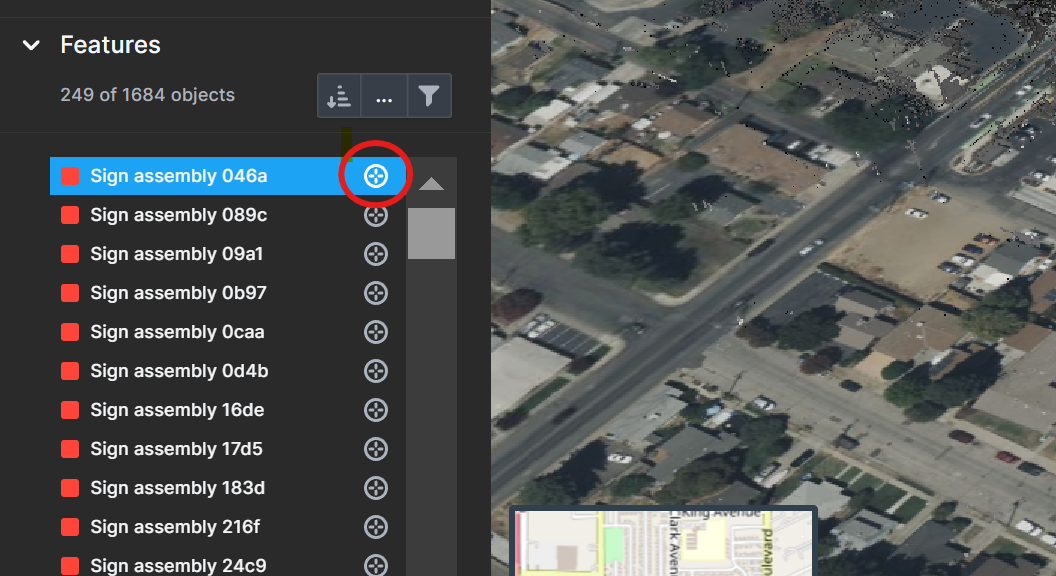 Features
249 of 1684 objects
...
Sign assembly 046a
Sign assembly 089c
Sign assembly 09a1
Sign assembly 0b97
Sign assembly 0caa
Sign assembly 0d4b
Sign assembly 16de
Sign assembly 17d5
Sign assembly 183d
Sign assembly 216f
Sign assembly 24c9
King Avenue
lark Aven
ulevard